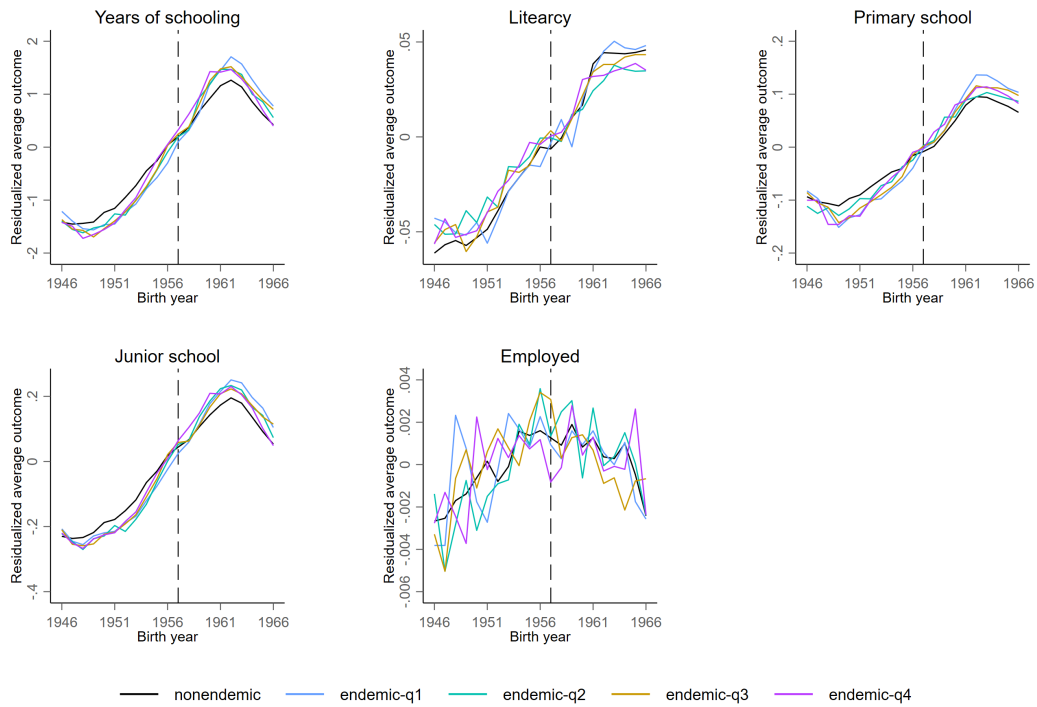 Years of schooling
Litearcy
Primary school
Residualized average outcome
.2
.1
0
-.1
-.2
1946 1951 1956 1961 1966
Birth year
Residualized average outcome
.05
0
-.05
1946 1951 1956 1961 1966
Birth year
Residualized average outcome
.2
.1
0
-.1
-.2
1946 1951 1956 1961 1966
Birth year
Junior school
Employed
Residualized average outcome
.2
0
-.2
-.4
1946 1951 1956 1961 1966
Birth year
Residualized average outcome
.004
.002
0
-.002
-.004
-.006
1946 1951 1956 1961 1966
Birth year
nonendemic endemic-q1 endemic-q2 endemic-q3 endemic-q4